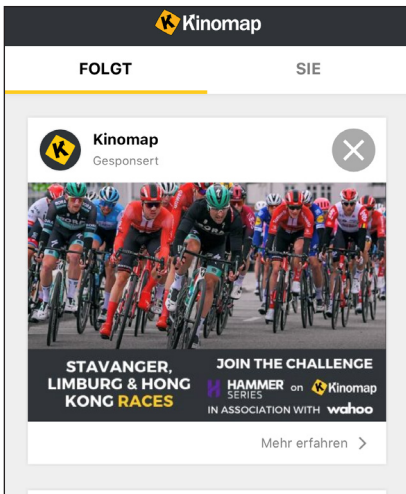 Kinomap
FOLGT
SIE
Kinomap
Gesponsert
STAVANGER,
LIMBURG & HONG
KONG RACES
JOIN THE CHALLENGE
HAMMER SERIES on Kinomap
IN ASSOCIATION WITH wahoo
Mehr erfahren